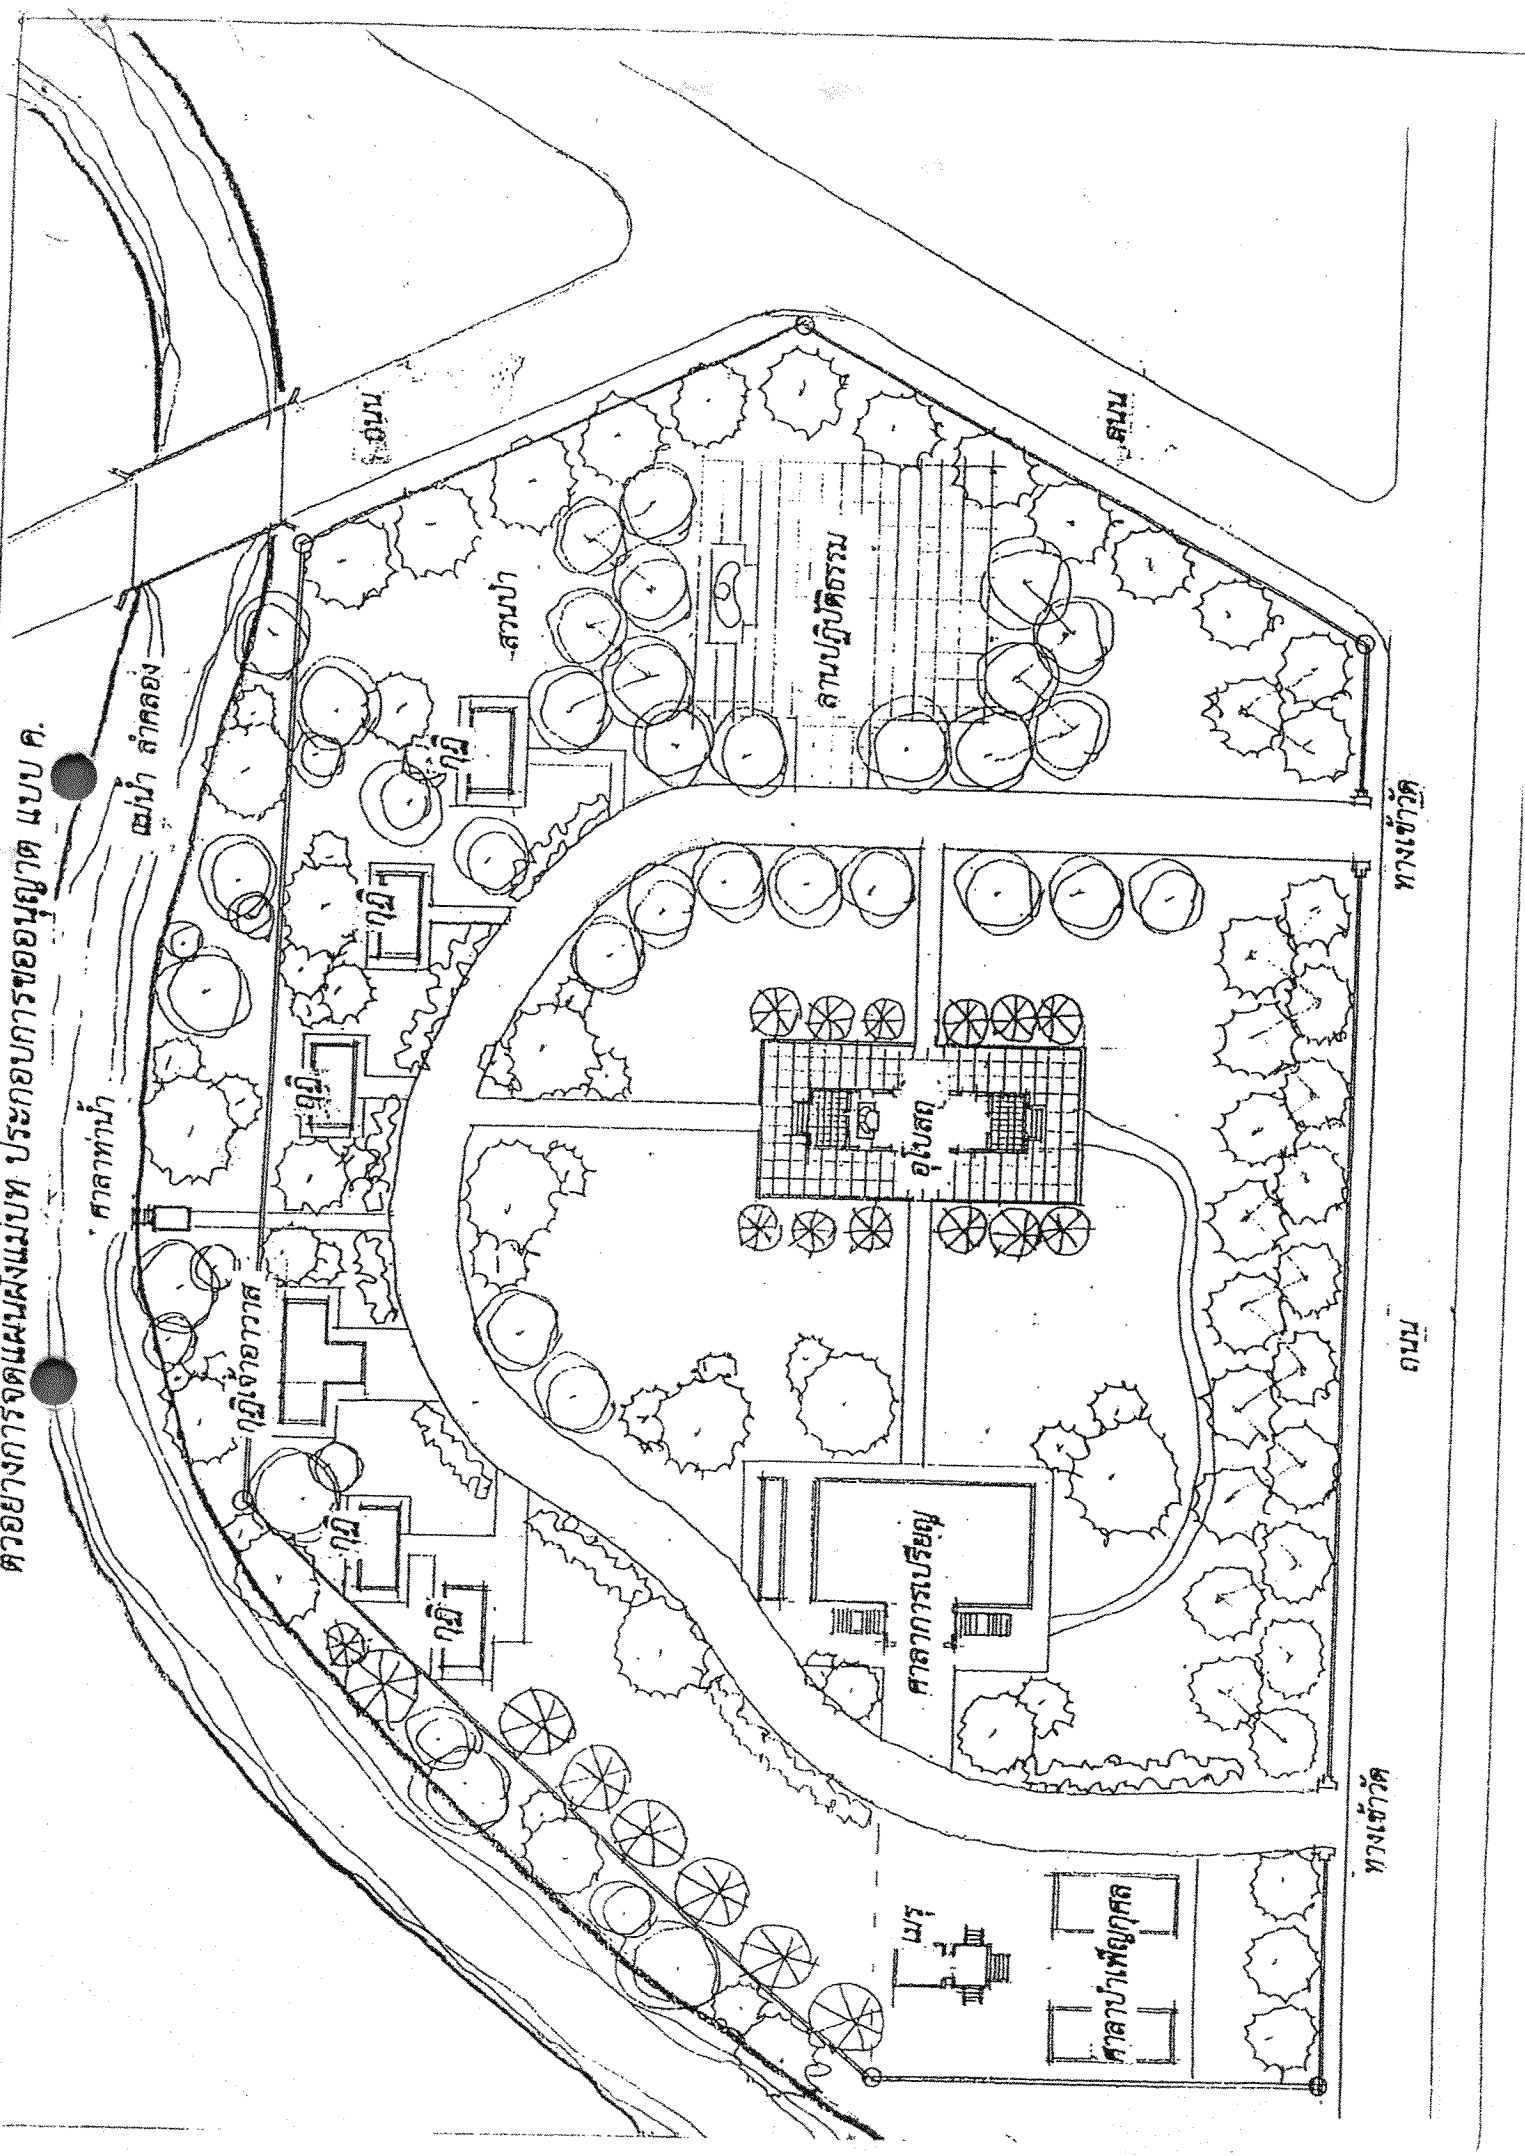 ถนน
ถนน
ลานปฏิบัติธรรม
สวนป่า
กุฏิ
กุฏิ
กุฏิ
กุฏิเจ้าอาวาส
กุฏิ
กุฏิ
อุโบสถ
ศาลาการเปรียญ
ศาลาบำเพ็ญกุศล
เมรุ
ทางเข้าวัด
ทางเข้าวัด
ถนน
แม่น้ำ ลำคลอง
ศาลาท่าน้ำ
ตัวอย่างการจัดแผนผังแม่บท ประกอบการขออนุญาต แบบ ค.